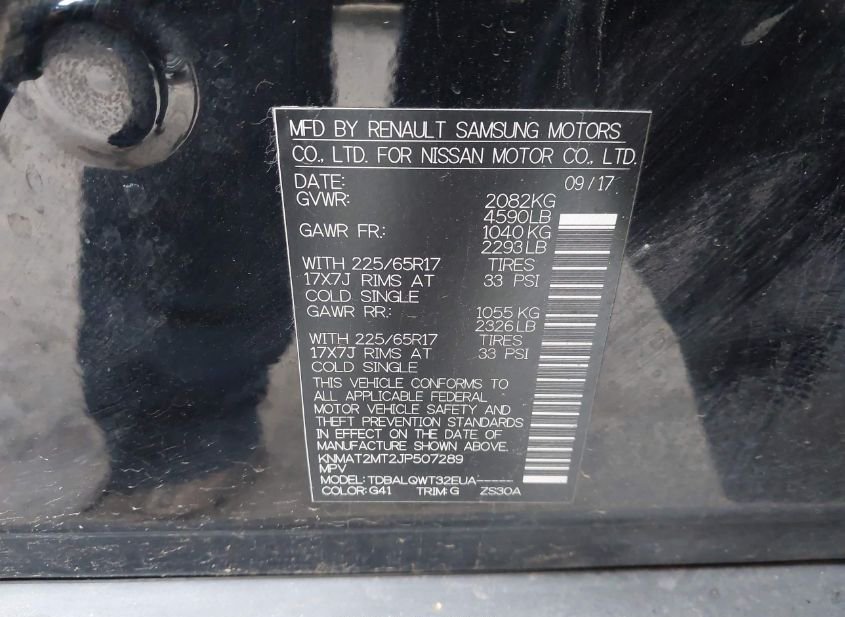 MFD BY RENAULT SAMSUNG MOTORS
CO., LTD. FOR NISSAN MOTOR CO., LTD.
DATE: 09/17
GVWR: 2082KG
4590LB
GAWR FR.: 1040 KG
2293LB
WITH 225/65R17 TIRES
17X7J RIMS AT 33 PSI
COLD SINGLE
GAWR RR.: 1055 KG
2326LB
WITH 225/65R17 TIRES
17X7J RIMS AT 33 PSI
COLD SINGLE
THIS VEHICLE CONFORMS TO
ALL APPLICABLE FEDERAL
MOTOR VEHICLE SAFETY AND
THEFT PREVENTION STANDARDS
IN EFFECT ON THE DATE OF
MANUFACTURE SHOWN ABOVE.
KNMAT2MT2JP507289
MPV
MODEL: TDBALQWT32EUA-----
COLOR: G41 TRIM: G ZS30A